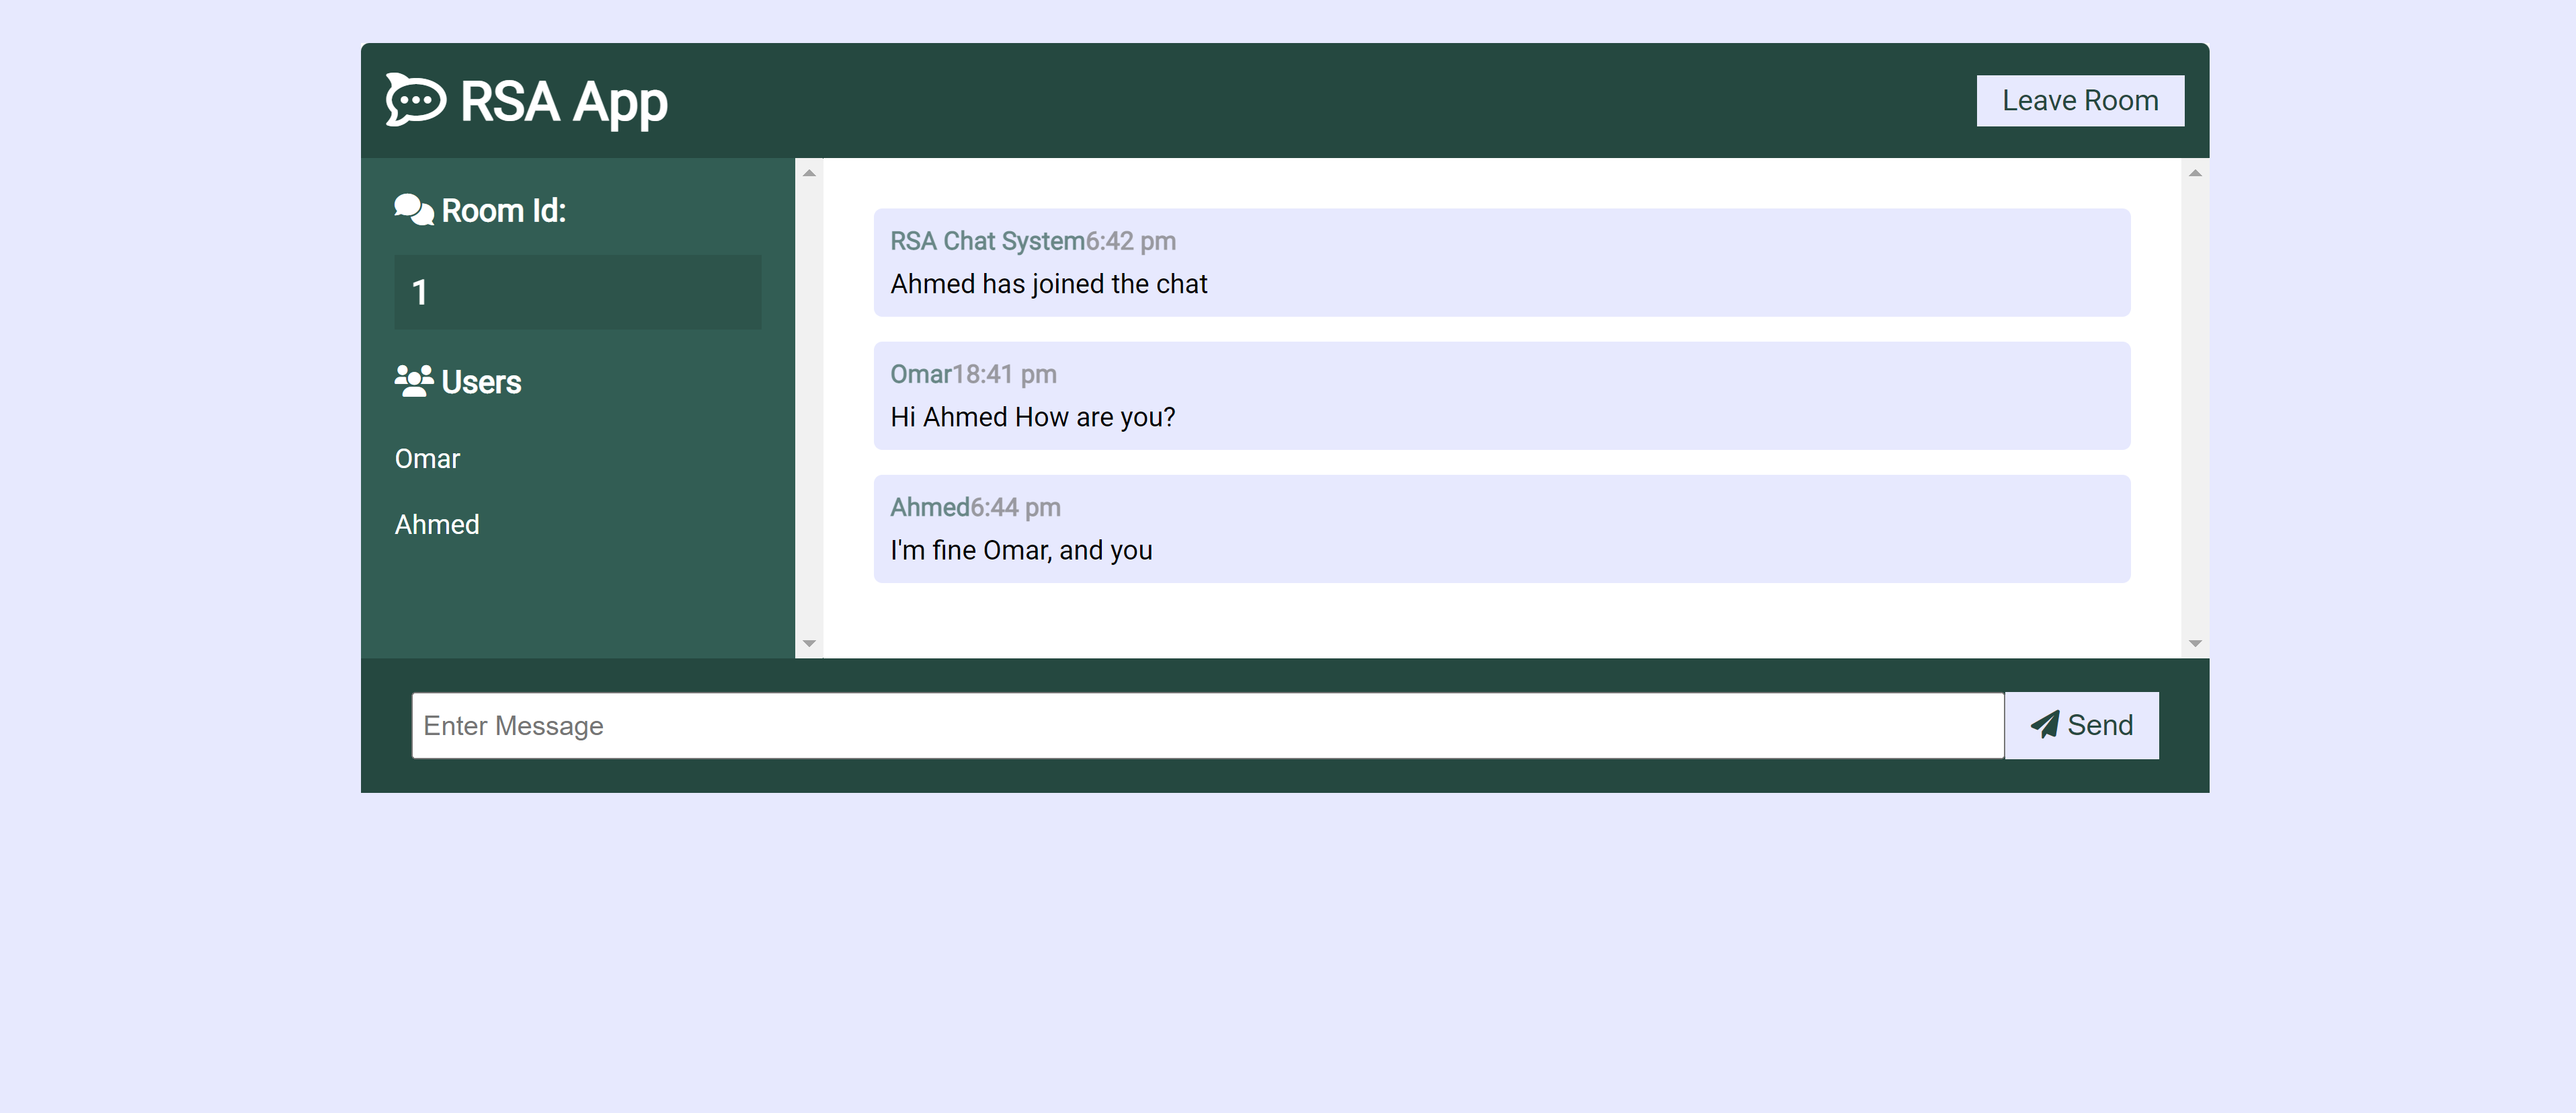 RSA App
Leave Room
Room Id:
1
Users
Omar
Ahmed
RSA Chat System6:42 pm
Ahmed has joined the chat
Omar18:41 pm
Hi Ahmed How are you?
Ahmed6:44 pm
I'm fine Omar, and you
Enter Message
Send